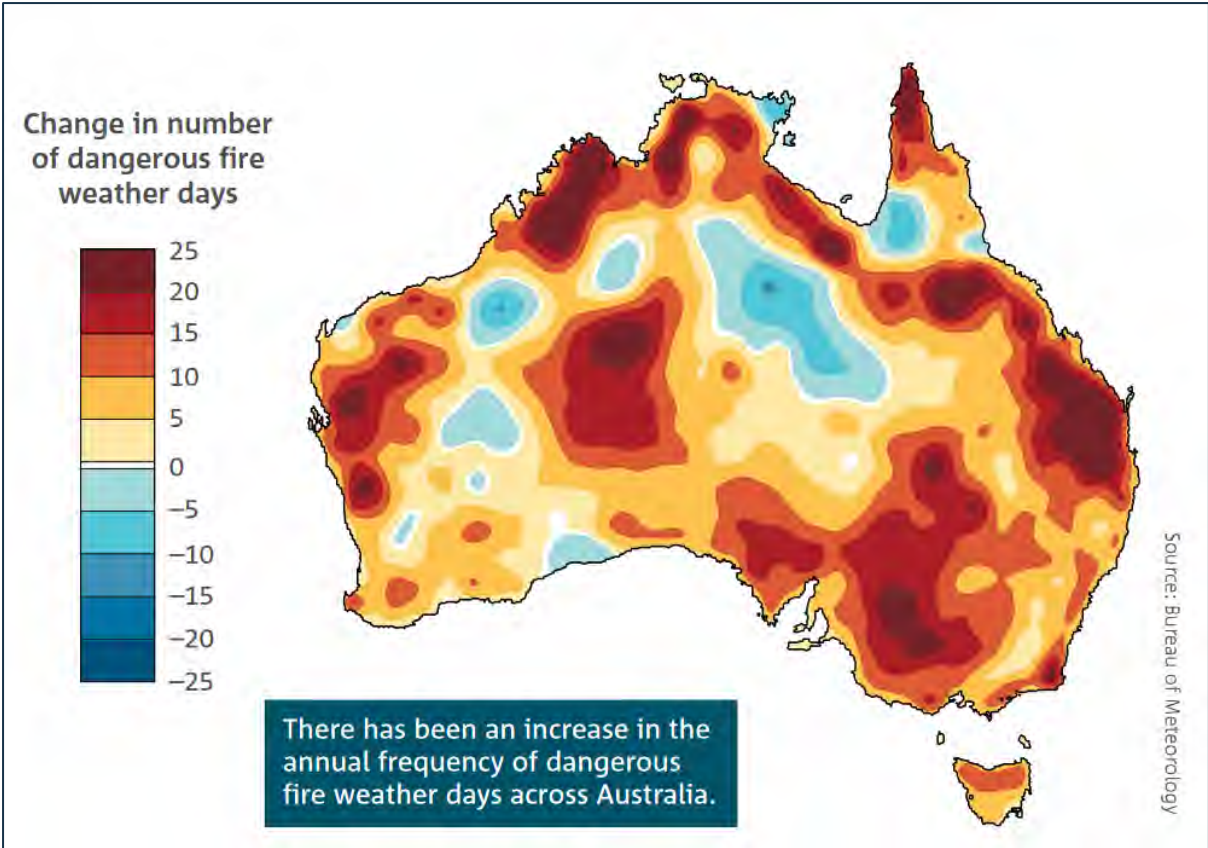 Change in number
of dangerous fire
weather days
25
20
15
10
5
0
−5
−10
−15
−20
−25
There has been an increase in the
annual frequency of dangerous
fire weather days across Australia.
Source: Bureau of Meteorology